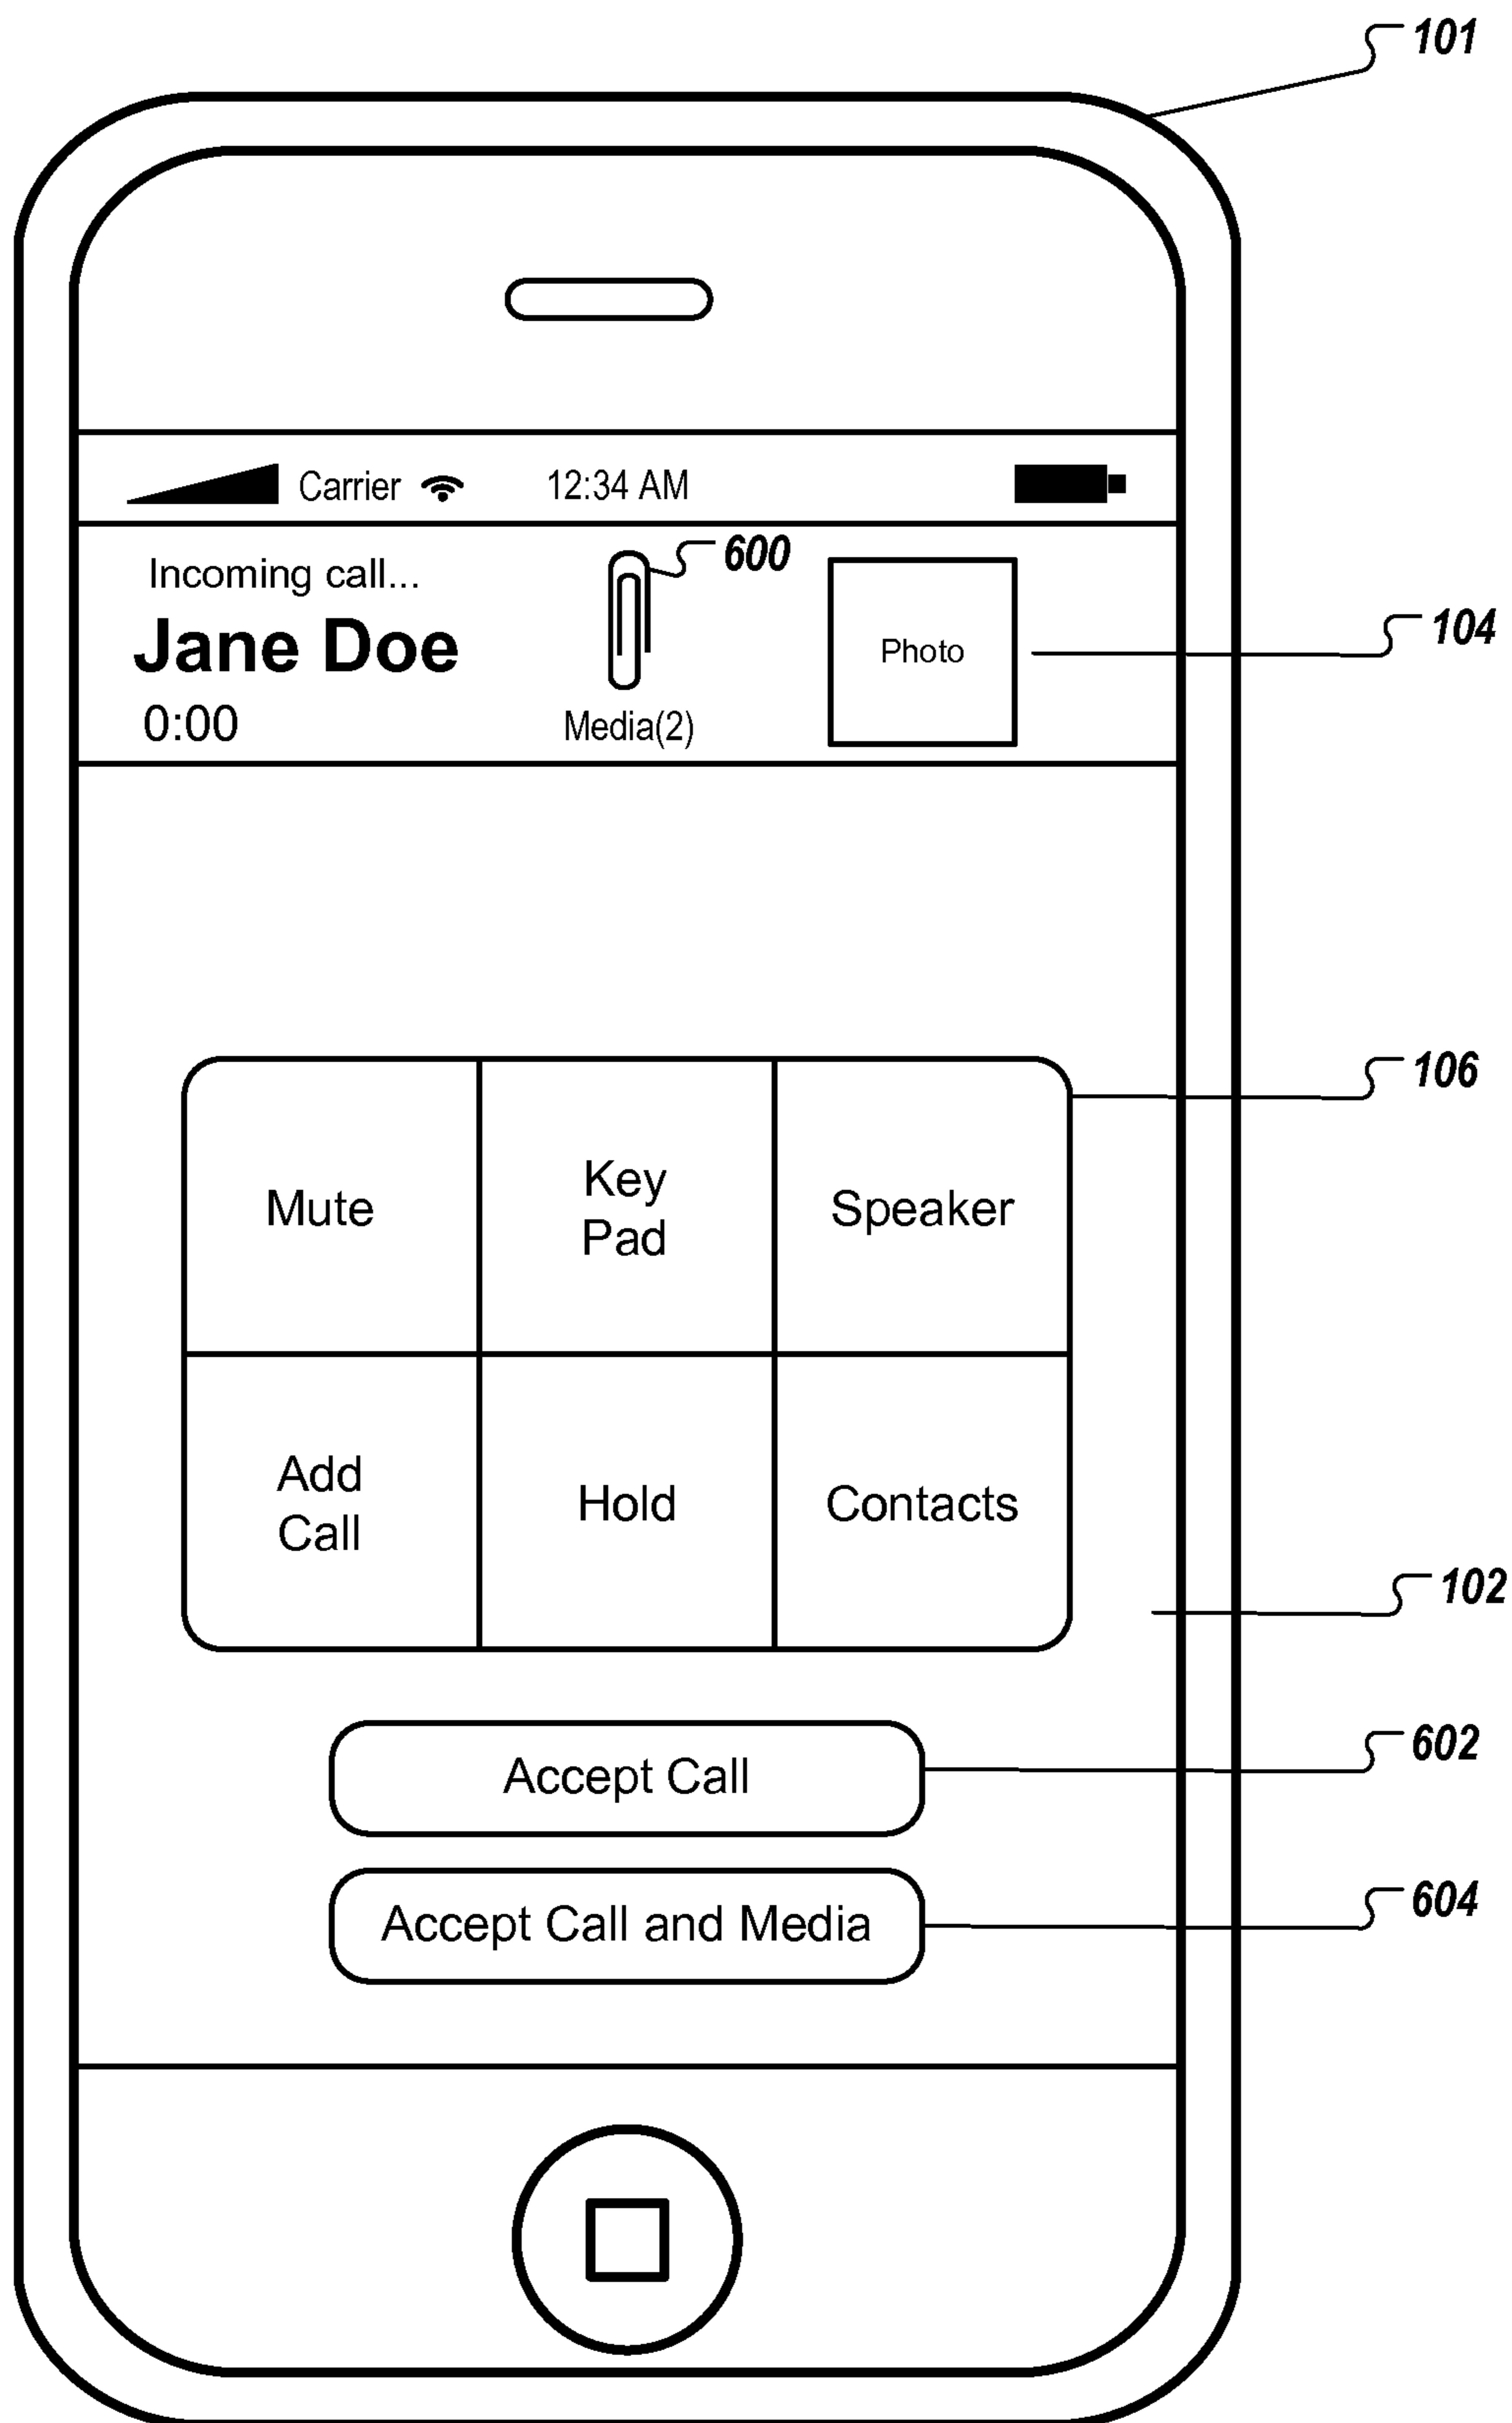 101
Carrier 12:34 AM
Incoming call...
600
Jane Doe
Photo
104
0:00
Media(2)
106
Mute
Key
Pad
Speaker
Add
Call
Hold
Contacts
102
Accept Call
602
Accept Call and Media
604